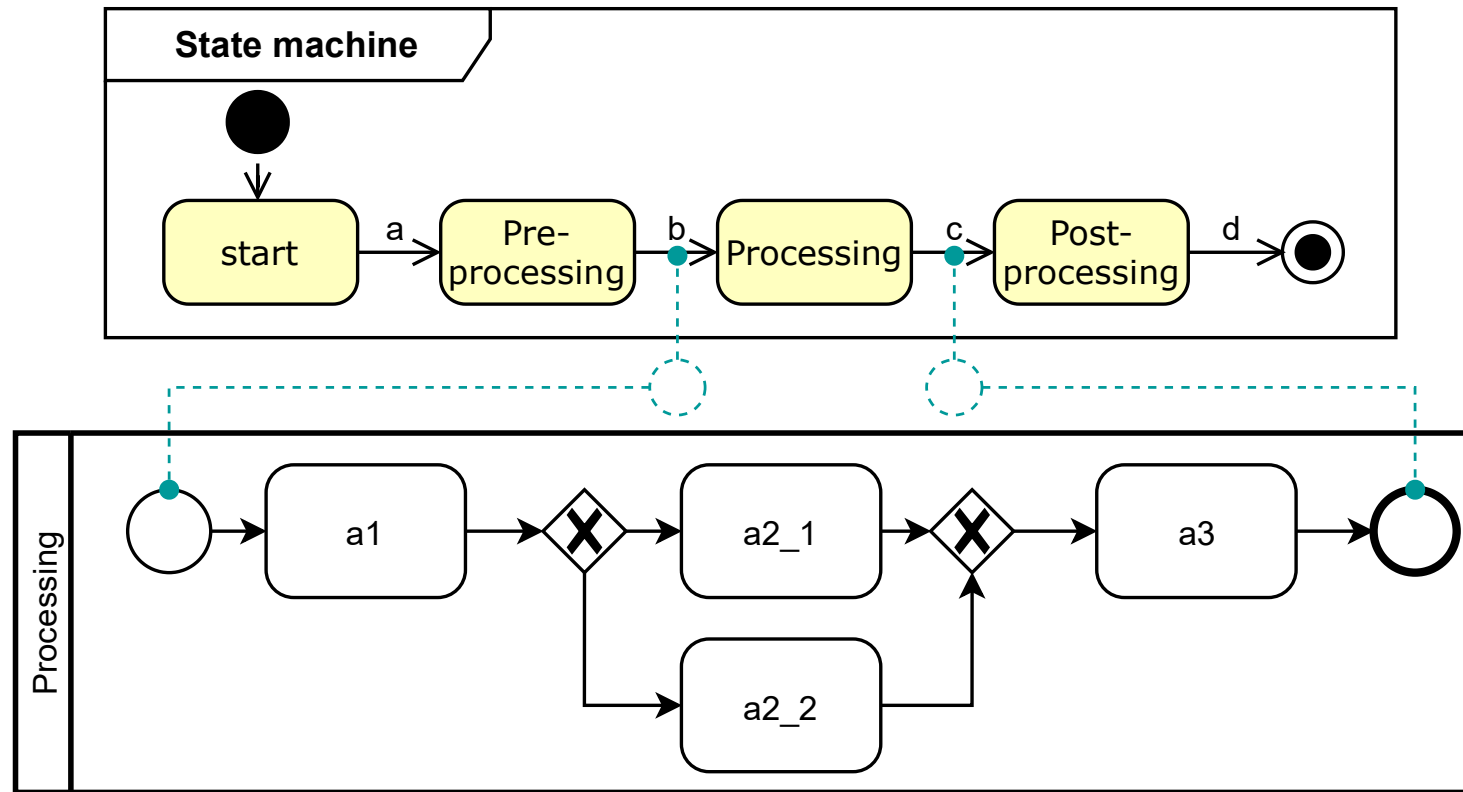 State machine
start
a
Pre-
processing
b
Processing
c
Post-
processing
d
Processing
a1
a2_1
a3
a2_2